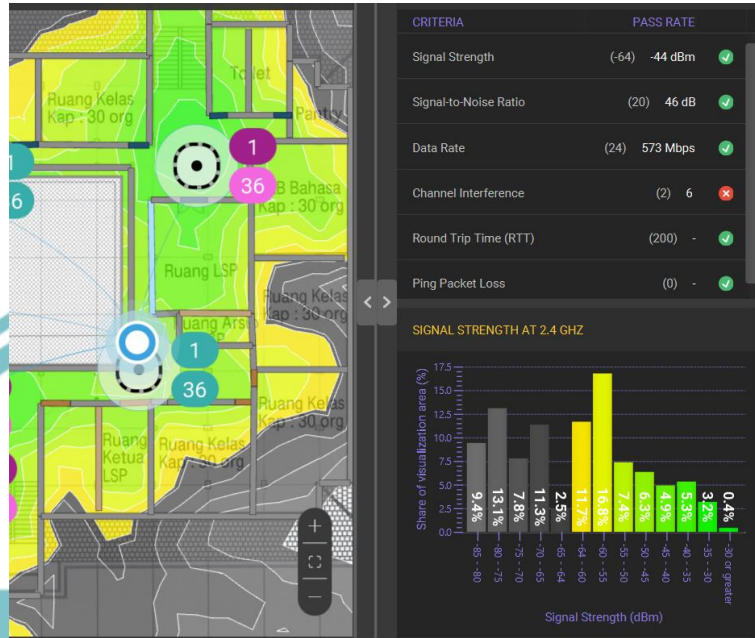 Toilet
Ruang Kelas
Kap : 30 org
Pantry
1
1
6
36
B Bahasa
Kap : 30 org
Ruang LSP
Ruang Kelas
Kap : 30 org
1
36
Ruang Kelas
Kap : 30 org
Ruang
Ketua
LSP
Ruang Kelas
Kap : 30 org
+
−
< >
CRITERIA PASS RATE
Signal Strength (-64) -44 dBm
Signal-to-Noise Ratio (20) 46 dB
Data Rate (24) 573 Mbps
Channel Interference (2) 6
Round Trip Time (RTT) (200) -
Ping Packet Loss (0) -
SIGNAL STRENGTH AT 2.4 GHZ
Share of visualization area (%)
17.5
15.0
12.5
10.0
7.5
5.0
2.5
0.0
9.4% 13.1% 7.8% 11.3% 2.5% 11.7% 16.8% 7.4% 6.3% 4.9% 5.3% 3.2% 0.4%
-85 - -80 -80 - -75 -75 - -70 -70 - -65 -65 - -64 -64 - -60 -60 - -55 -55 - -50 -50 - -45 -45 - -40 -40 - -35 -35 - -30 -30 or greater
Signal Strength (dBm)